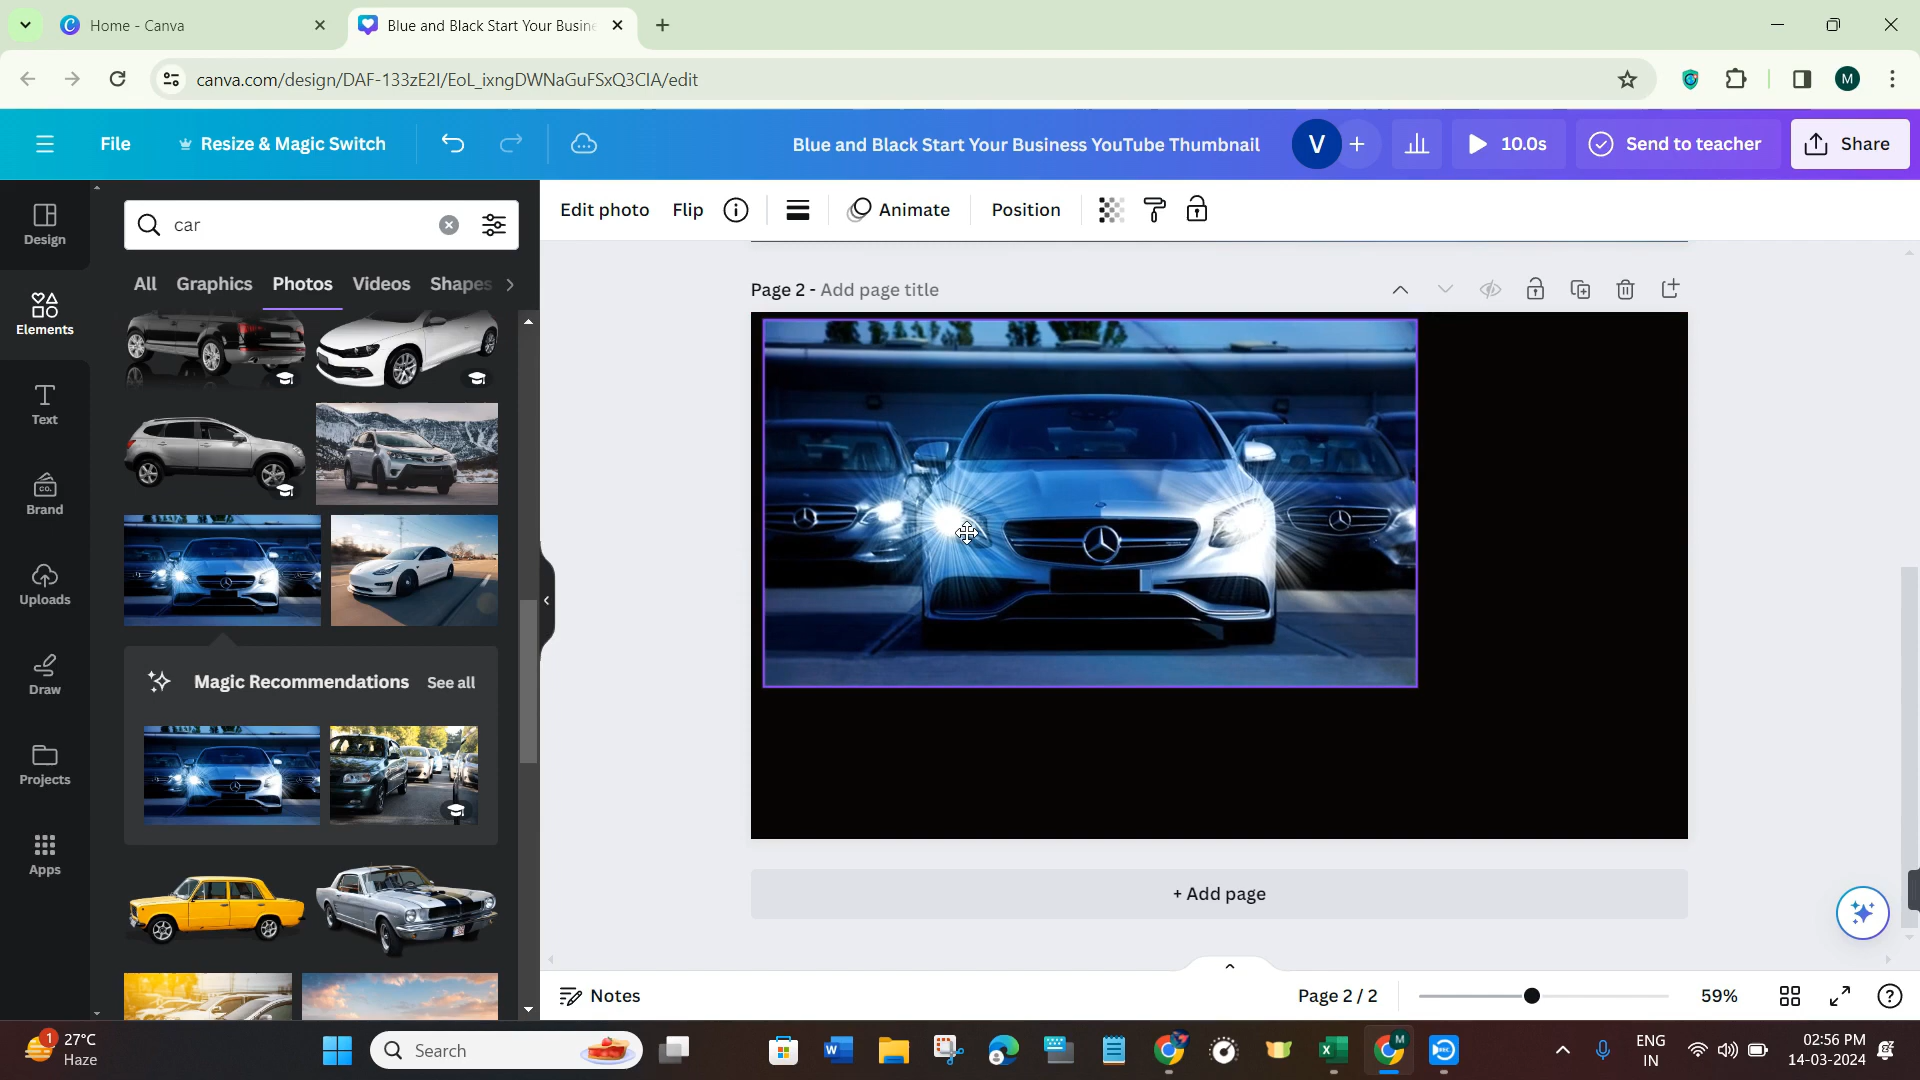 Home - Canva
Blue and Black Start Your Busine
canva.com/design/DAF-133zE2I/EoL_ixngDWNaGuFSxQ3CIA/edit
M
File
Resize & Magic Switch
Blue and Black Start Your Business YouTube Thumbnail
V
10.0s
Send to teacher
Share
Design
Elements
Text
Brand
Uploads
Draw
Projects
Apps
car
All
Graphics
Photos
Videos
Shapes
Magic Recommendations
See all
Edit photo
Flip
Animate
Position
Page 2 - Add page title
+ Add page
Notes
Page 2 / 2
59%
1
27°C
Haze
Search
ENG
IN
02:56 PM
14-03-2024